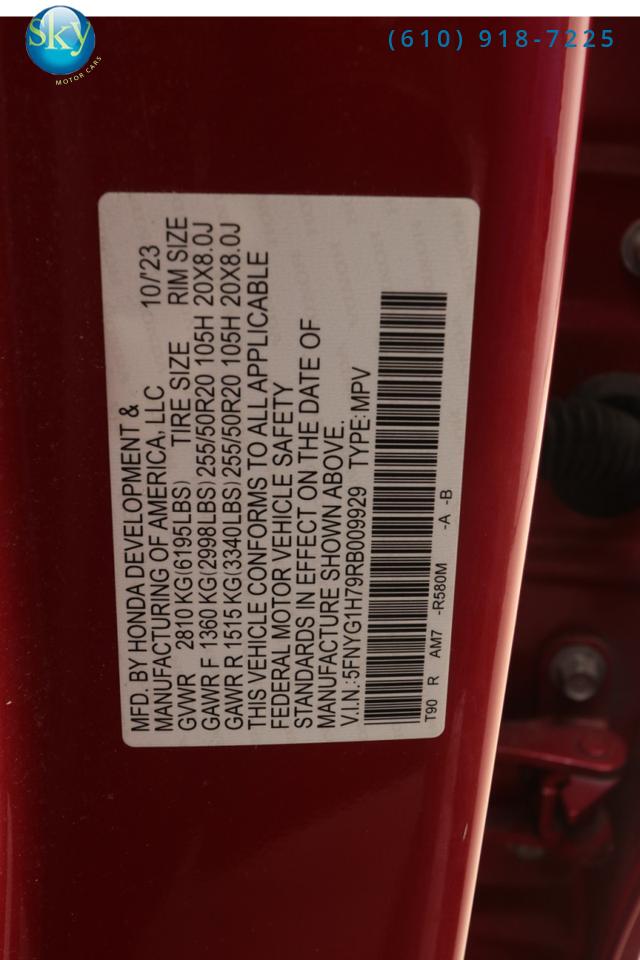 sky
MOTOR CARS
(610) 918-7225
MFD. BY HONDA DEVELOPMENT &
MANUFACTURING OF AMERICA, LLC 10/'23
GVWR 2810 KG(6195LBS) TIRE SIZE RIM SIZE
GAWR F 1360 KG(2998LBS) 255/50R20 105H 20X8.0J
GAWR R 1515 KG(3340LBS) 255/50R20 105H 20X8.0J
THIS VEHICLE CONFORMS TO ALL APPLICABLE
FEDERAL MOTOR VEHICLE SAFETY
STANDARDS IN EFFECT ON THE DATE OF
MANUFACTURE SHOWN ABOVE.
V.I.N.:5FNYG1H79RB009929 TYPE:MPV
T90 R AM7 -R580M -A -B